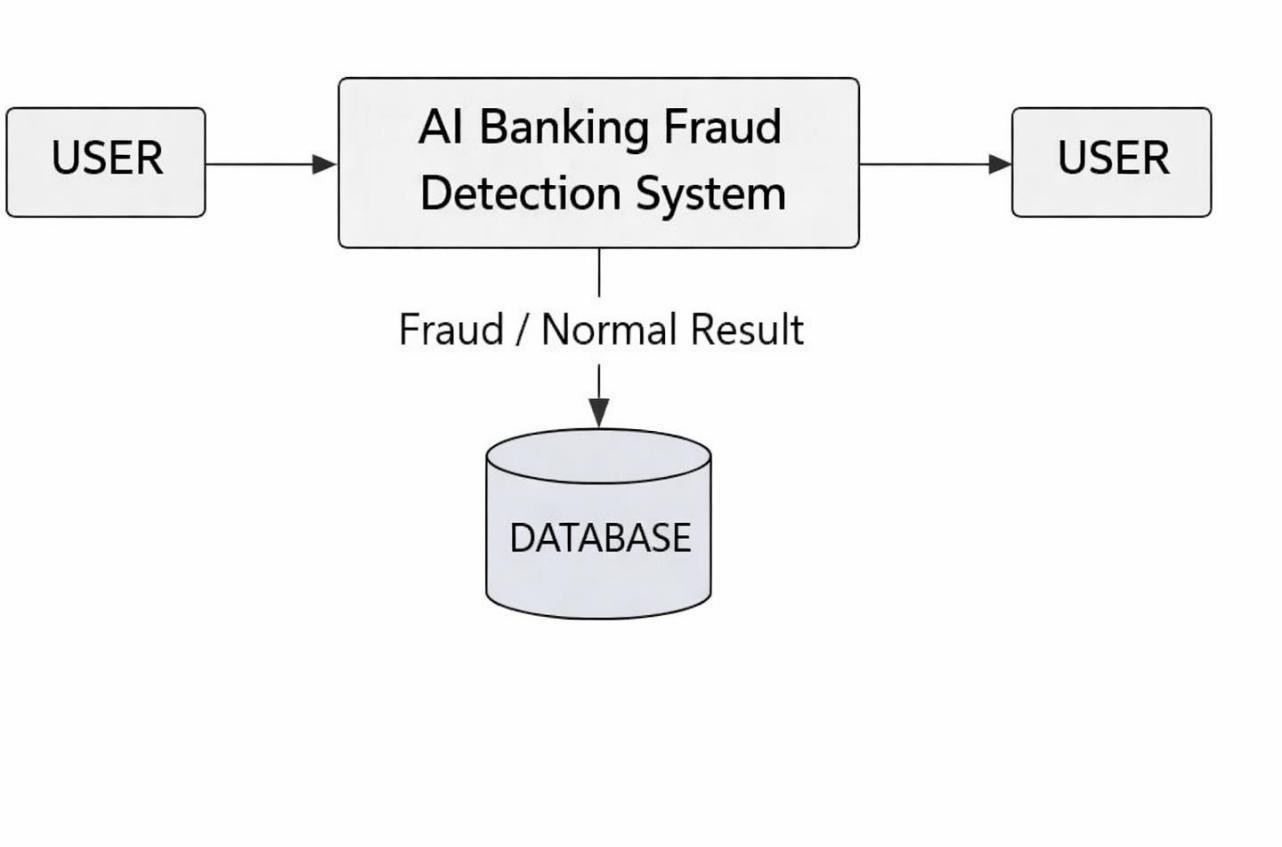 USER
AI Banking Fraud
Detection System
USER
Fraud / Normal Result
DATABASE